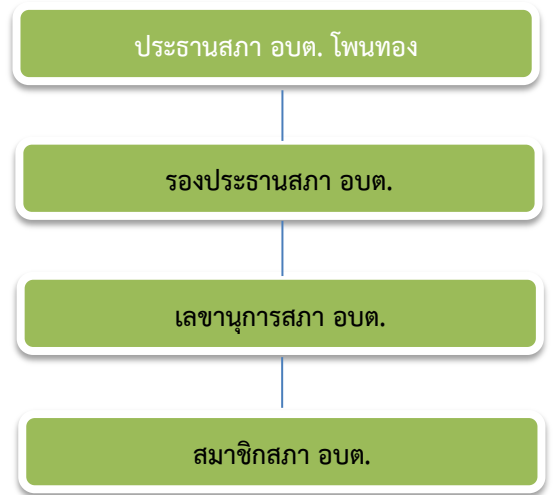 ประธานสภา อบต. โพนทอง
รองประธานสภา อบต.
เลขานุการสภา อบต.
สมาชิกสภา อบต.